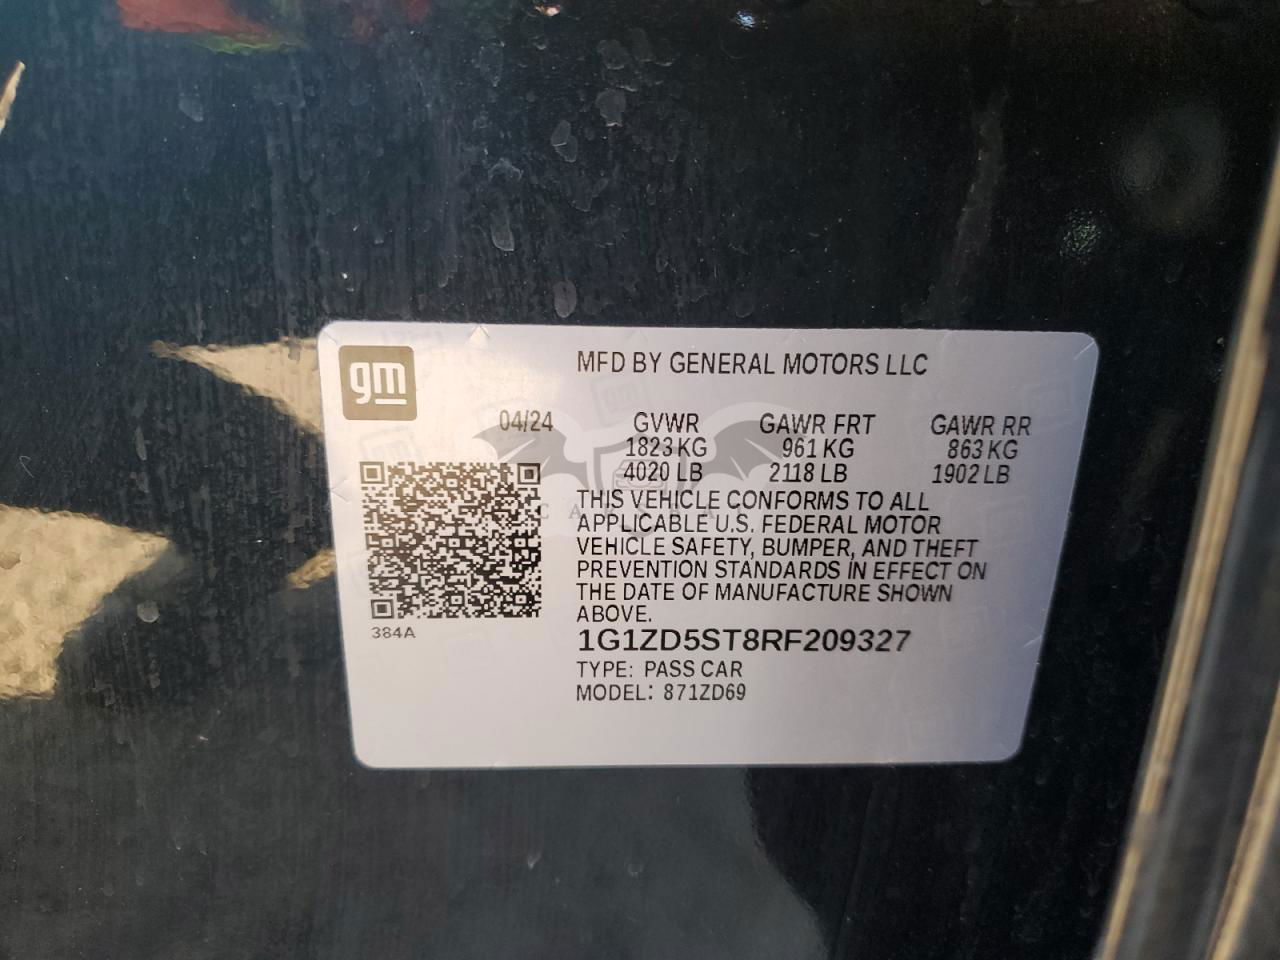 gm
MFD BY GENERAL MOTORS LLC
04/24 GVWR GAWR FRT GAWR RR
1823 KG 961 KG 863 KG
4020 LB 2118 LB 1902 LB
THIS VEHICLE CONFORMS TO ALL
APPLICABLE U.S. FEDERAL MOTOR
VEHICLE SAFETY, BUMPER, AND THEFT
PREVENTION STANDARDS IN EFFECT ON
THE DATE OF MANUFACTURE SHOWN
ABOVE.
384A
1G1ZD5ST8RF209327
TYPE: PASS CAR
MODEL: 871ZD69